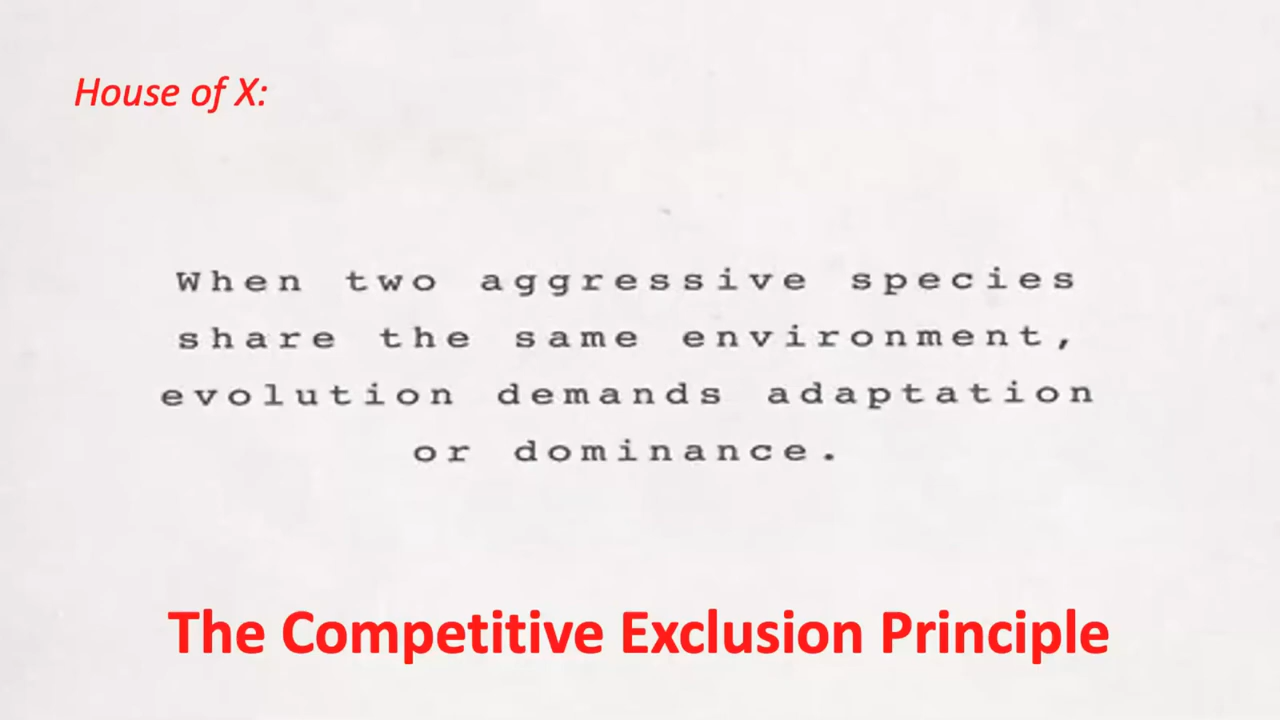 House of X:
When two aggressive species
share the same environment,
evolution demands adaptation
or dominance.
The Competitive Exclusion Principle